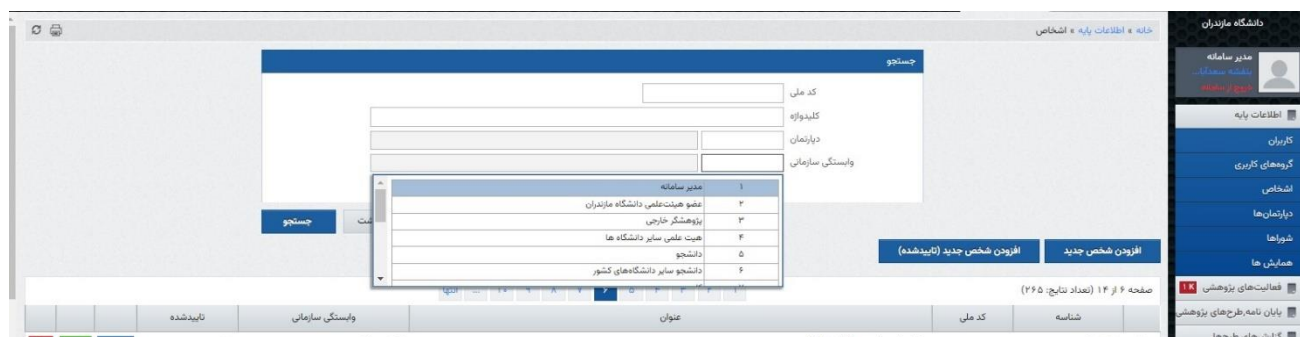 دانشگاه مازندران
مدیر سامانه
خروج از سامانه
اطلاعات پایه
کاربران
گروه‌های کاربری
اشخاص
دپارتمان‌ها
شوراها
همایش ها
فعالیت‌های پژوهشی 1 K
پایان نامه,طرح‌های پژوهشی
خانه » اطلاعات پایه » اشخاص
جستجو
کد ملی
کلیدواژه
دپارتمان
وابستگی سازمانی
۱ مدیر سامانه
۲ عضو هیئت‌علمی دانشگاه مازندران
۳ پژوهشگر خارجی
۴ هیت علمی سایر دانشگاه ها
۵ دانشجو
۶ دانشجو سایر دانشگاه‌های کشور
جستجو
افزودن شخص جدید افزودن شخص جدید (تاییدشده)
صفحه ۶ از ۱۴ (تعداد نتایج: ۲۶۵)
شناسه کد ملی عنوان وابستگی سازمانی تاییدشده